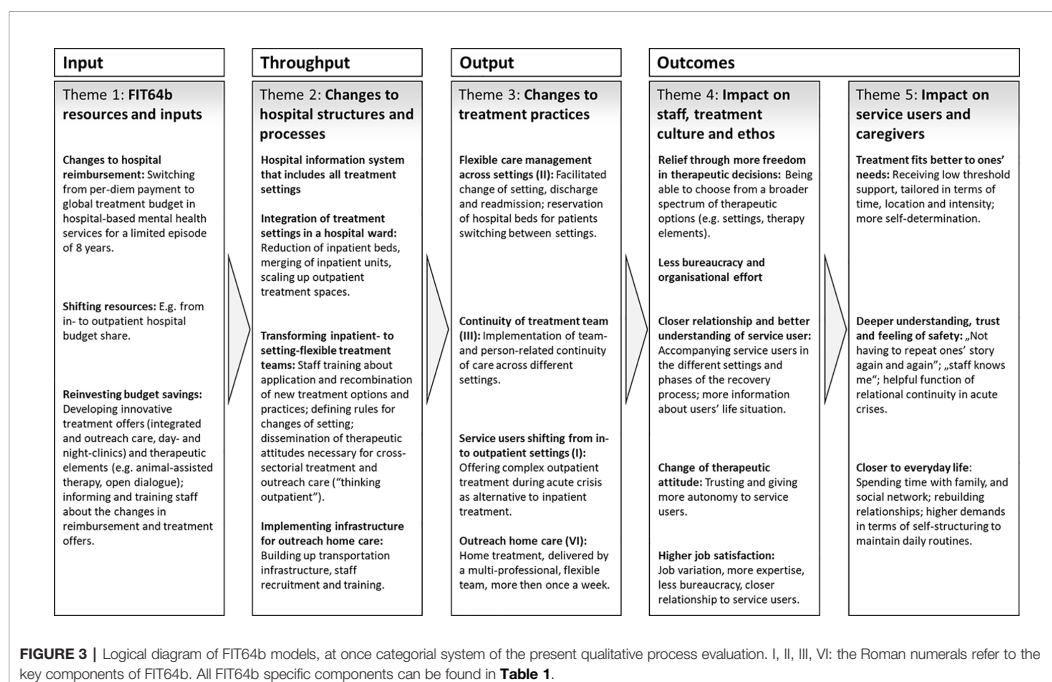 Input
Theme 1: FIT64b
resources and inputs
Changes to hospital
reimbursement: Switching
from per-diem payment to
global treatment budget in
hospital-based mental health
services for a limited episode
of 8 years.
Shifting resources: E.g. from
in- to outpatient hospital
budget share.
Reinvesting budget savings:
Developing innovative
treatment offers (integrated
and outreach care, day- and
night-clinics) and therapeutic
elements (e.g. animal-assisted
therapy, open dialogue);
informing and training staff
about the changes in
reimbursement and treatment
offers.
Throughput
Theme 2: Changes to
hospital structures and
processes
Hospital information system
that includes all treatment
settings
Integration of treatment
settings in a hospital ward:
Reduction of inpatient beds,
merging of inpatient units,
scaling up outpatient
treatment spaces.
Transforming inpatient- to
setting-flexible treatment
teams: Staff training about
application and recombination
of new treatment options and
practices; defining rules for
changes of setting;
dissemination of therapeutic
attitudes necessary for cross-
sectorial treatment and
outreach care (“thinking
outpatient”).
Implementing infrastructure
for outreach home care:
Building up transportation
infrastructure, staff
recruitment and training.
Output
Theme 3: Changes to
treatment practices
Flexible care management
across settings (II): Facilitated
change of setting, discharge
and readmission; reservation
of hospital beds for patients
switching between settings.
Continuity of treatment team
(III): Implementation of team-
and person-related continuity
of care across different
settings.
Service users shifting from in-
to outpatient settings (I):
Offering complex outpatient
treatment during acute crisis
as alternative to inpatient
treatment.
Outreach home care (VI):
Home treatment, delivered by
a multi-professional, flexible
team, more then once a week.
Outcomes
Theme 4: Impact on
staff, treatment
culture and ethos
Relief through more freedom
in therapeutic decisions: Being
able to choose from a broader
spectrum of therapeutic
options (e.g. settings, therapy
elements).
Less bureaucracy and
organisational effort
Closer relationship and better
understanding of service user:
Accompanying service users in
the different settings and
phases of the recovery
process; more information
about users’ life situation.
Change of therapeutic
attitude: Trusting and giving
more autonomy to service
users.
Higher job satisfaction:
Job variation, more expertise,
less bureaucracy, closer
relationship to service users.
Theme 5: Impact on
service users and
caregivers
Treatment fits better to ones’
needs: Receiving low threshold
support, tailored in terms of
time, location and intensity;
more self-determination.
Deeper understanding, trust
and feeling of safety: „Not
having to repeat ones’ story
again and again”; „staff knows
me“; helpful function of
relational continuity in acute
crises.
Closer to everyday life:
Spending time with family, and
social network; rebuilding
relationships; higher demands
in terms of self-structuring to
maintain daily routines.
FIGURE 3 | Logical diagram of FIT64b models, at once categorial system of the present qualitative process evaluation. I, II, III, VI: the Roman numerals refer to the
key components of FIT64b. All FIT64b specific components can be found in Table 1.